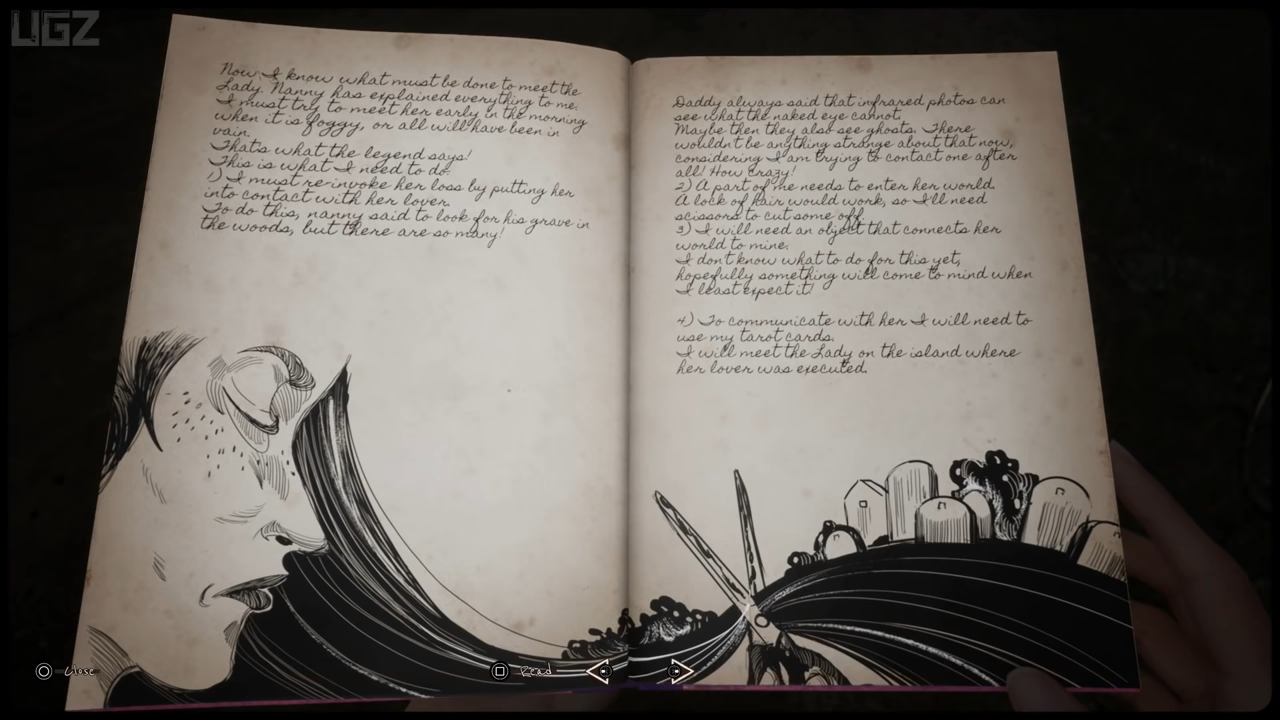 UGZ
Now I know what must be done to meet the
Lady. Nanny has explained everything to me.
I must try to meet her early in the morning
when it is foggy, or all will have been in
vain.
That's what the legend says!
This is what I need to do:
1) I must re-invoke her loss by putting her
into contact with her lover.
To do this, nanny said to look for his grave in
the woods, but there are so many!
Daddy always said that infrared photos can
see what the naked eye cannot.
Maybe then they also see ghosts. There
wouldn't be anything strange about that now,
considering I am trying to contact one after
all! How crazy!
2) A part of me needs to enter her world.
A lock of hair would work, so I'll need
scissors to cut some off.
3) I will need an object that connects her
world to mine.
I don't know what to do for this yet,
hopefully something will come to mind when
I least expect it!
4) To communicate with her I will need to
use my tarot cards.
I will meet the Lady on the island where
her lover was executed.
Close
Read